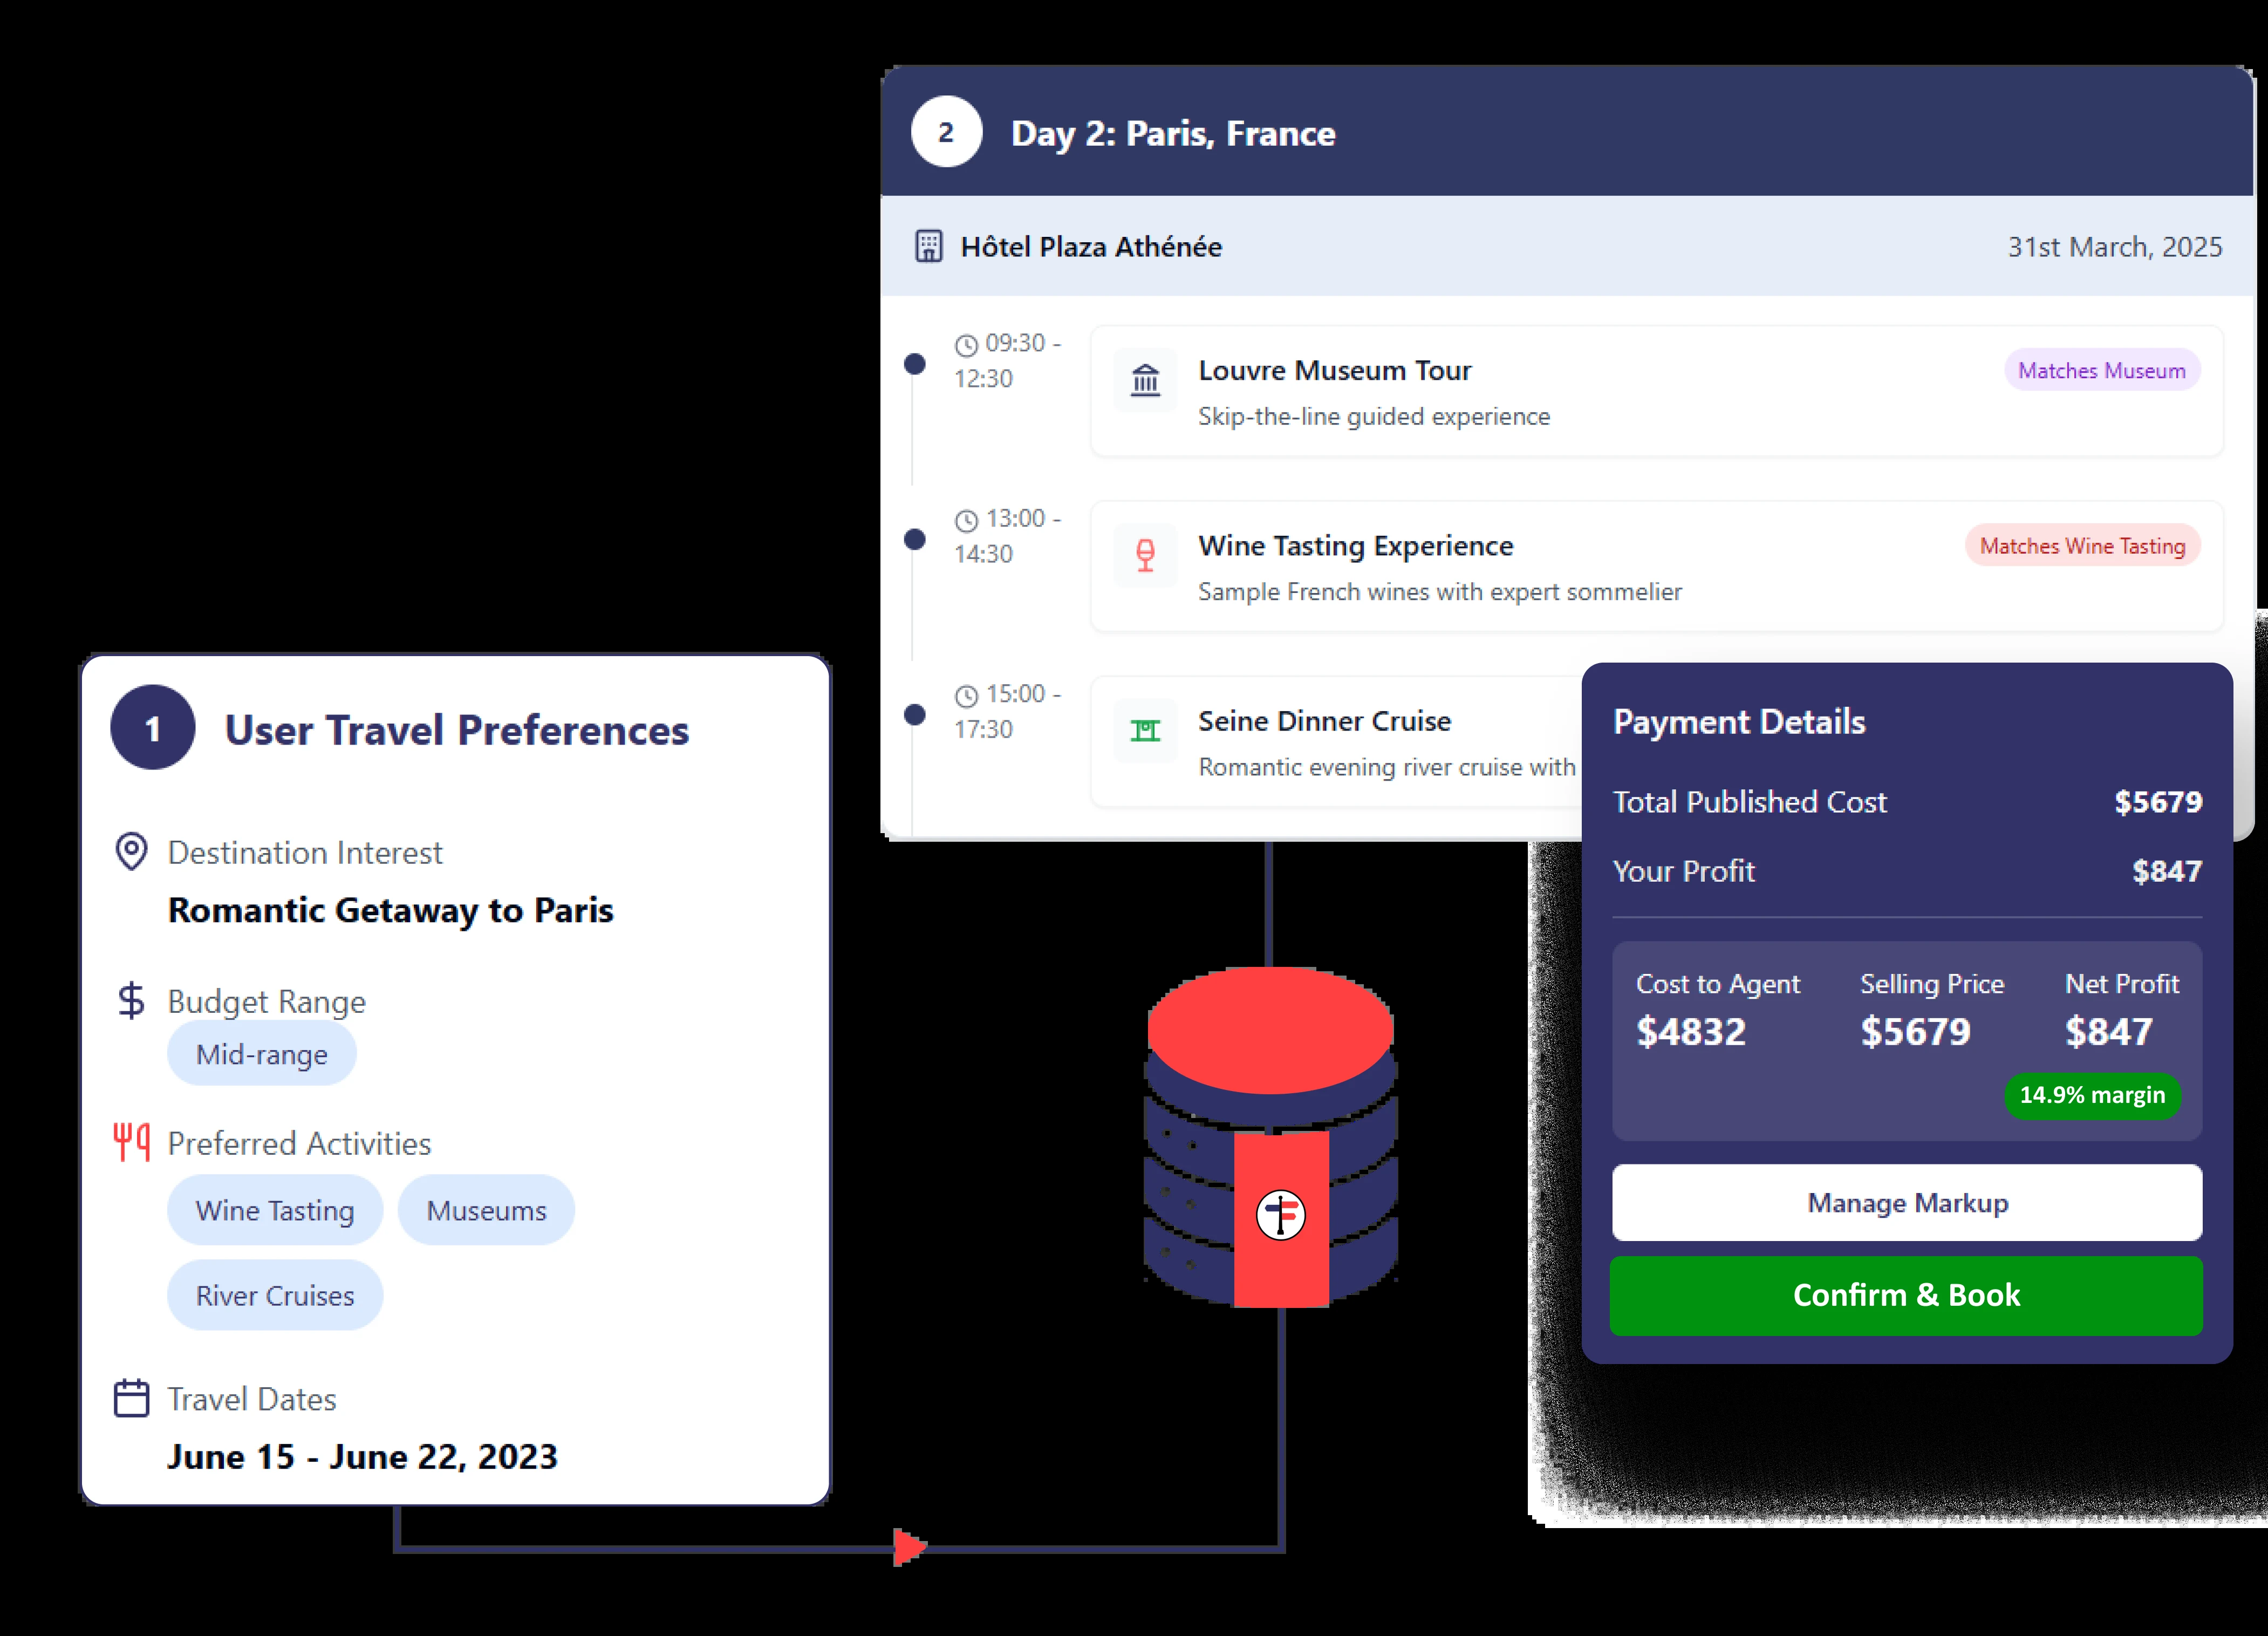 2
Day 2: Paris, France
Hôtel Plaza Athénée
31st March, 2025
09:30 -
12:30
Louvre Museum Tour
Matches Museum
Skip-the-line guided experience
13:00 -
14:30
Wine Tasting Experience
Matches Wine Tasting
Sample French wines with expert sommelier
15:00 -
17:30
Seine Dinner Cruise
Romantic evening river cruise with
1
User Travel Preferences
Destination Interest
Romantic Getaway to Paris
Budget Range
Mid-range
Preferred Activities
Wine Tasting
Museums
River Cruises
Travel Dates
June 15 - June 22, 2023
Payment Details
Total Published Cost
$5679
Your Profit
$847
Cost to Agent
$4832
Selling Price
$5679
Net Profit
$847
14.9% margin
Manage Markup
Confirm & Book